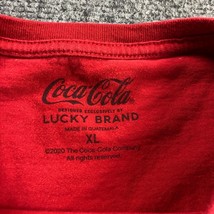 Coca-Cola
DESIGNED EXCLUSIVELY BY
LUCKY BRAND
MADE IN GUATEMALA
XL
©2020 The Coca-Cola Company.
All rights reserved.